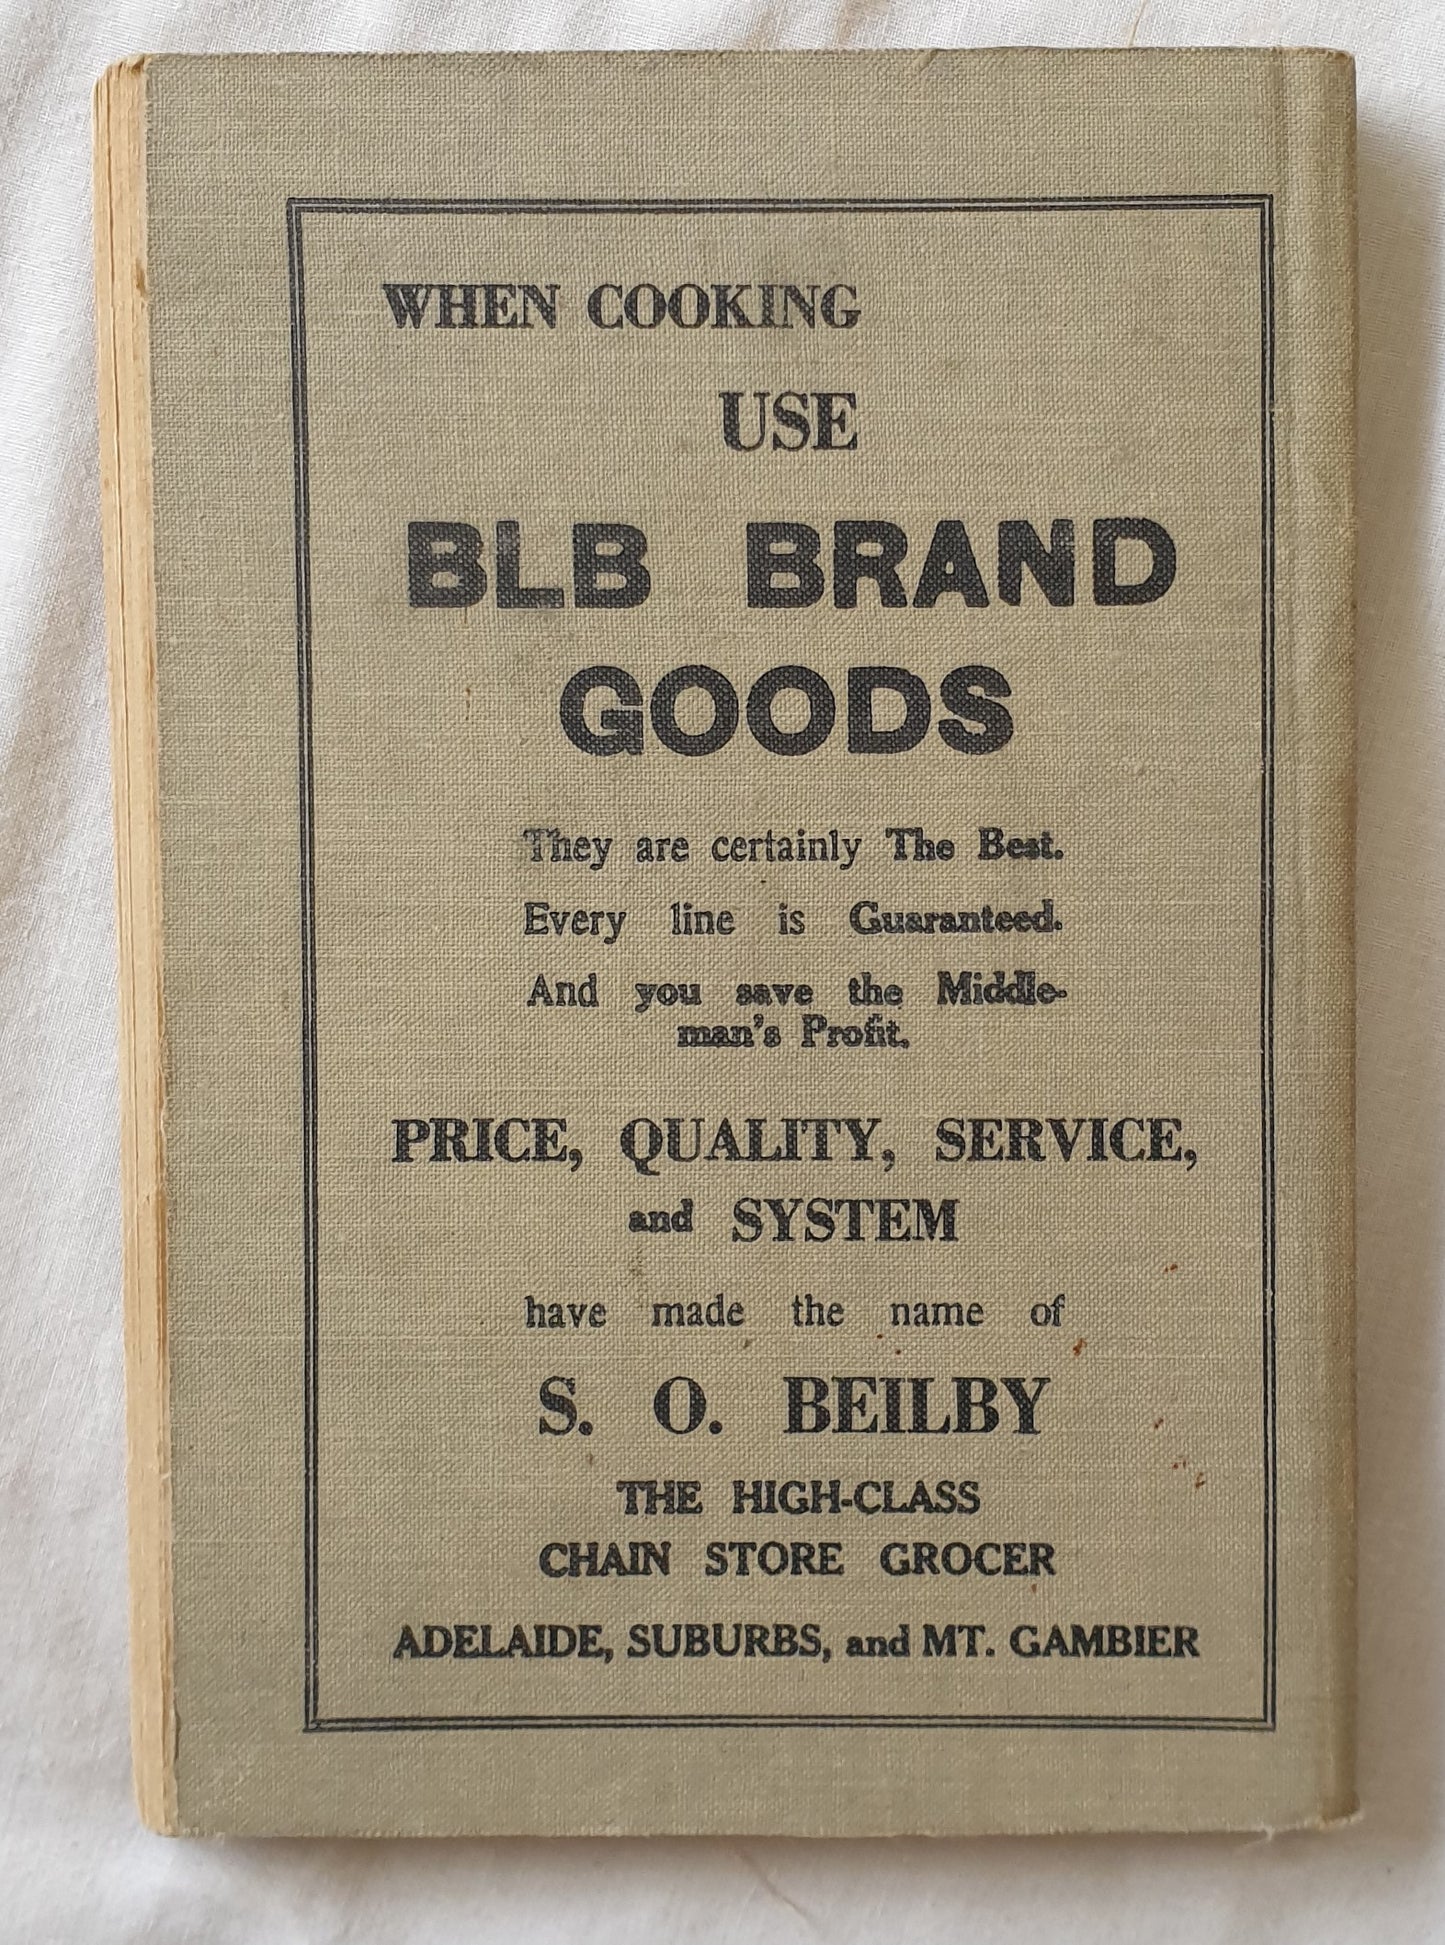 WHEN COOKING
USE
BLB BRAND
GOODS
They are certainly The Best.
Every line is Guaranteed.
And you save the Middle-
man's Profit.
PRICE, QUALITY, SERVICE,
and SYSTEM
have made the name of
S. O. BEILBY
THE HIGH-CLASS
CHAIN STORE GROCER
ADELAIDE, SUBURBS, and MT. GAMBIER